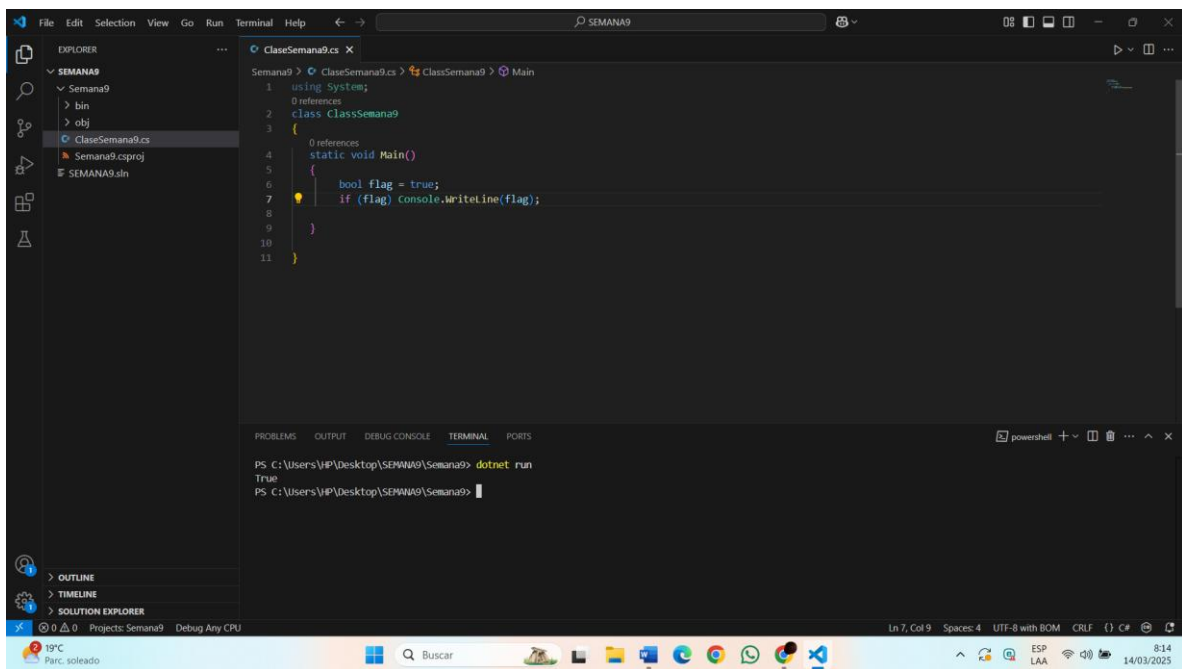 File Edit Selection View Go Run Terminal Help SEMANA9
EXPLORER
SEMANA9
Semana9
bin
obj
ClaseSemana9.cs
Semana9.csproj
SEMANA9.sln
OUTLINE
TIMELINE
SOLUTION EXPLORER
ClaseSemana9.cs
Semana9 > ClaseSemana9.cs > ClassSemana9 > Main
1 using System;
0 references
2 class ClassSemana9
3 {
0 references
4 static void Main()
5 {
6 bool flag = true;
7 if (flag) Console.WriteLine(flag);
8
9 }
10
11 }
PROBLEMS OUTPUT DEBUG CONSOLE TERMINAL PORTS
powershell
PS C:\Users\HP\Desktop\SEMANA9\Semana9> dotnet run
True
PS C:\Users\HP\Desktop\SEMANA9\Semana9>
0 0 Projects: Semana9 Debug Any CPU Ln 7, Col 9 Spaces: 4 UTF-8 with BOM CRLF {} C#
2 19°C
Parc. soleado
Buscar
ESP
LAA
8:14
14/03/2025